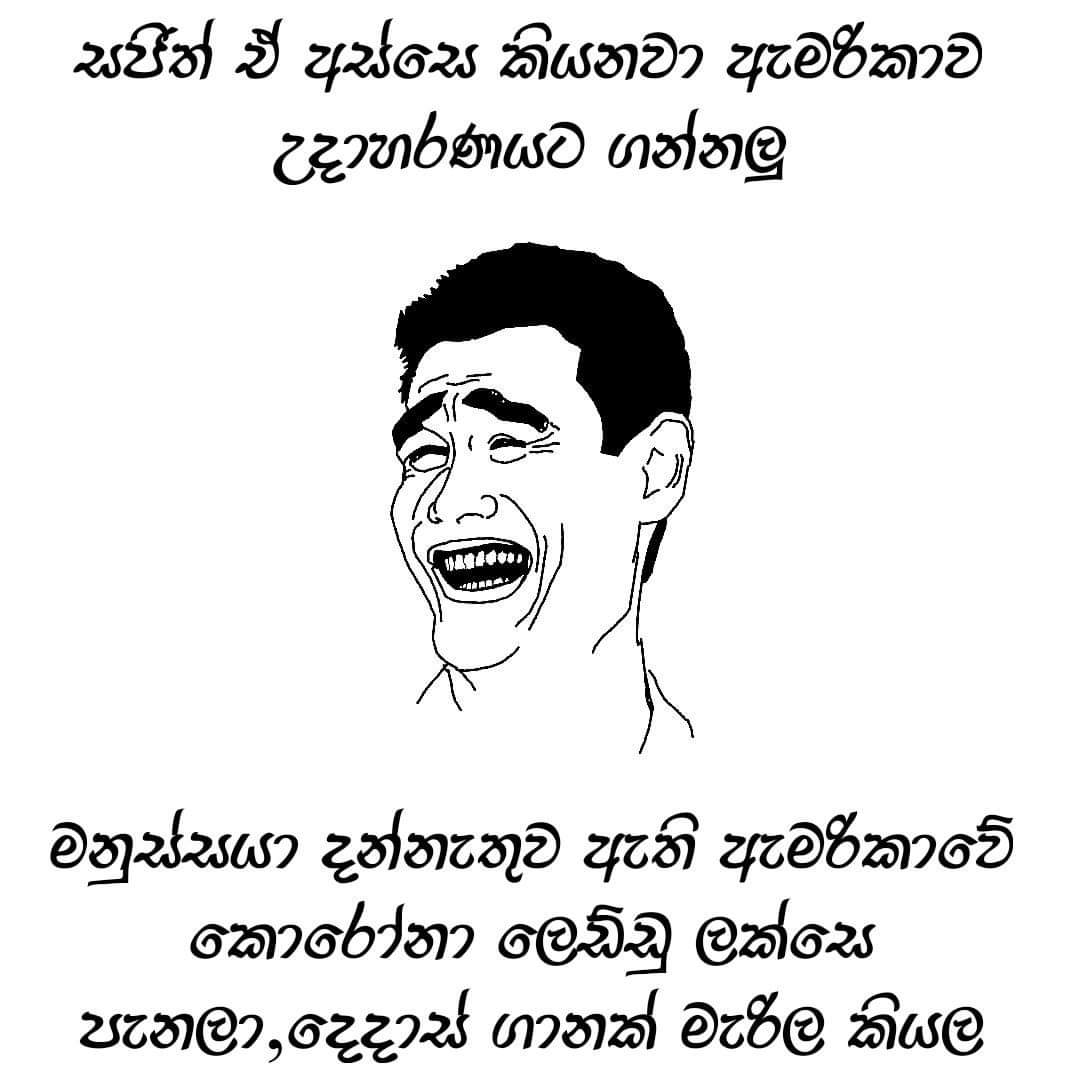 සජිත් ඒ අස්සෙ කියනවා ඇමරිකාව
උදාහරණයට ගන්නලු
මනුස්සයා දන්නැතුව ඇති ඇමරිකාවේ
කොරෝනා ලෙඩ්ඩු ලක්සෙ
පැනලා,දෙදාස් ගානක් මැරිල කියල